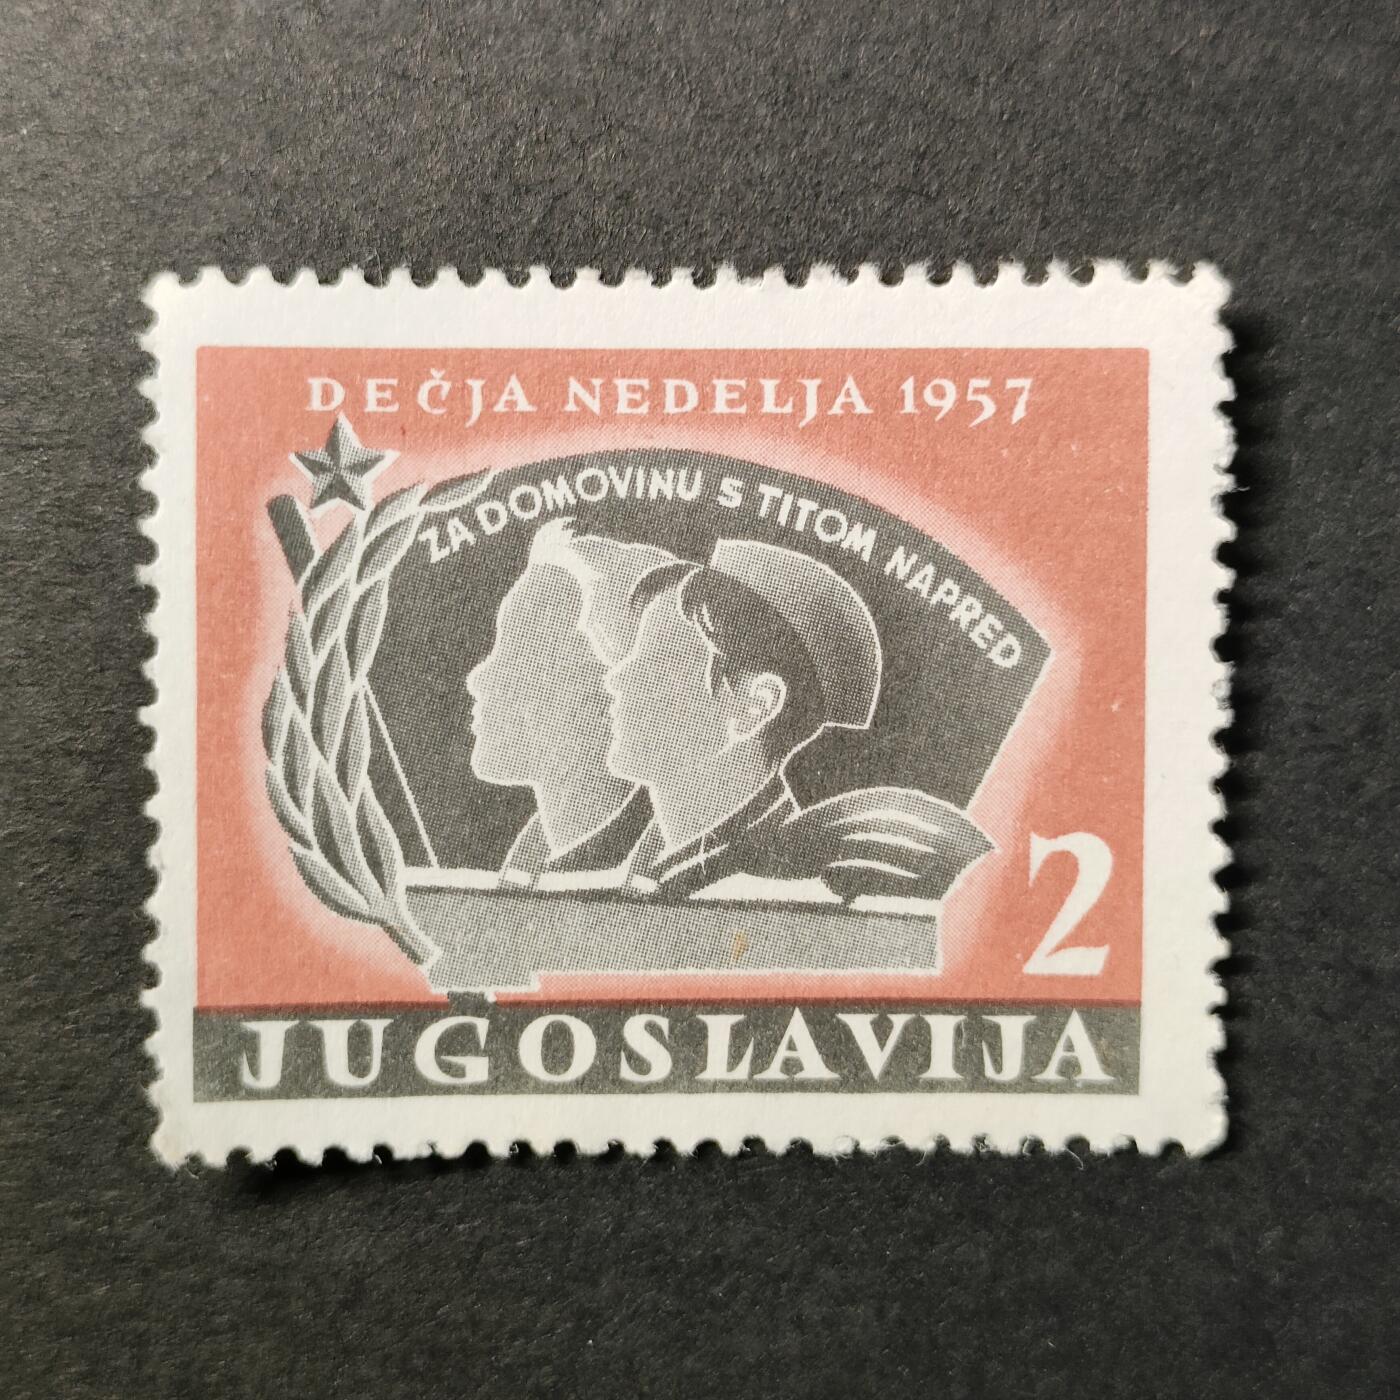 DEČJA NEDELJA 1957
ZA DOMOVINU S TITOM NAPRED
2
JUGOSLAVIJA